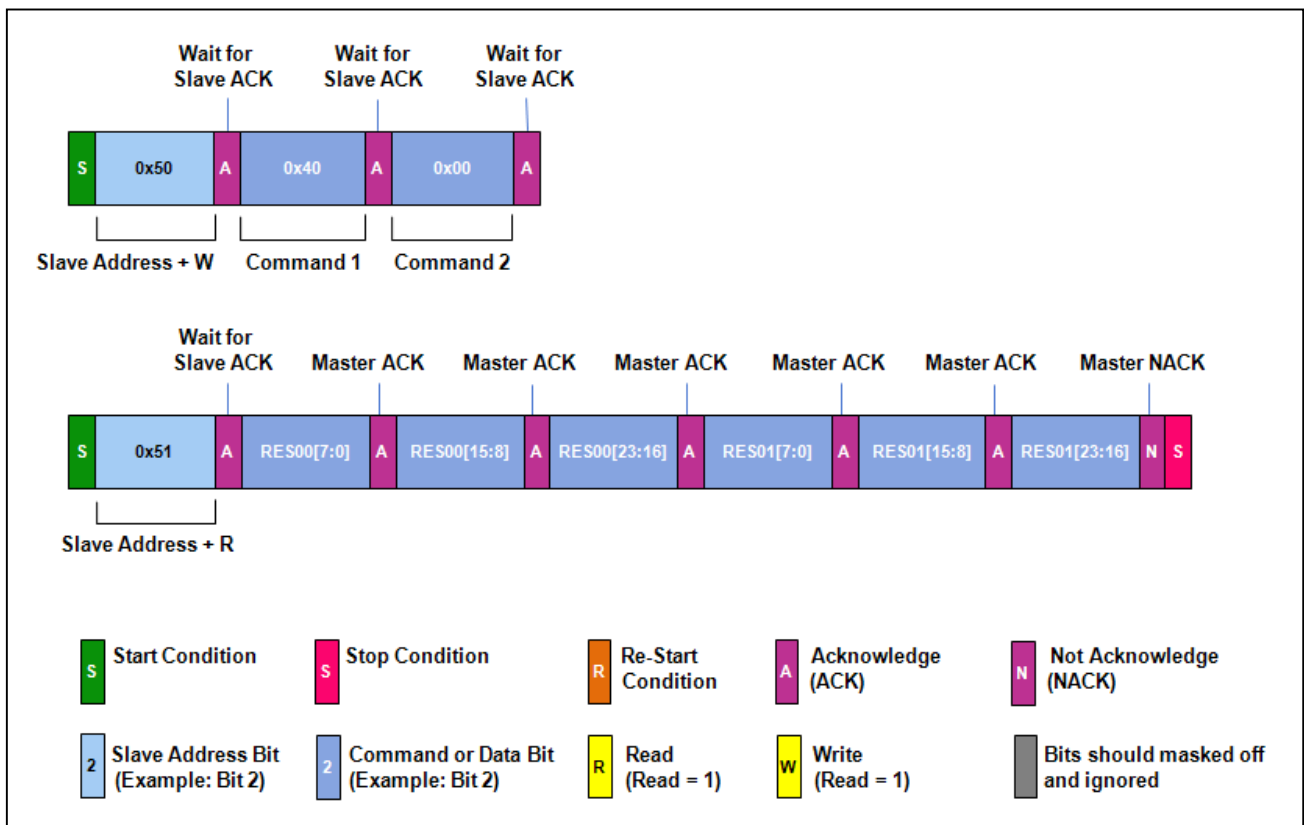 Wait for Wait for Wait for
Slave ACK Slave ACK Slave ACK
S 0x50 A 0x40 A 0x00 A
Slave Address + W Command 1 Command 2
Wait for
Slave ACK Master ACK Master ACK Master ACK Master ACK Master ACK Master NACK
S 0x51 A RES00[7:0] A RES00[15:8] A RES00[23:16] A RES01[7:0] A RES01[15:8] A RES01[23:16] N S
Slave Address + R
S Start Condition
S Stop Condition
R Re-Start
Condition
A Acknowledge
(ACK)
N Not Acknowledge
(NACK)
2 Slave Address Bit
(Example: Bit 2)
2 Command or Data Bit
(Example: Bit 2)
R Read
(Read = 1)
W Write
(Read = 1)
Bits should masked off
and ignored